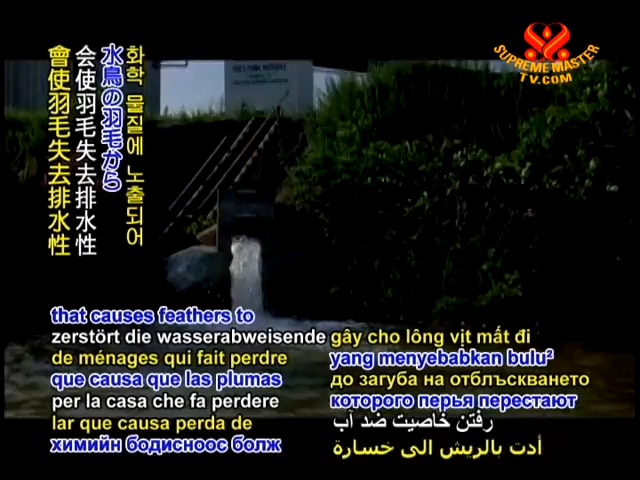 SUPREME MASTER
TV.COM
화학 물질에 노출되어
水鳥の羽毛から
会使羽毛失去排水性
會使羽毛失去排水性
that causes feathers to
zerstört die wasserabweisende
de ménages qui fait perdre
que causa que las plumas
per la casa che fa perdere
lar que causa perda de
химийн бодисноос болж
gây cho lông vịt mất đi
yang menyebabkan bulu²
до загуба на отблъскването
которого перья перестают
رفتن خاصیت ضد آب
أدت بالريش الى خسارة